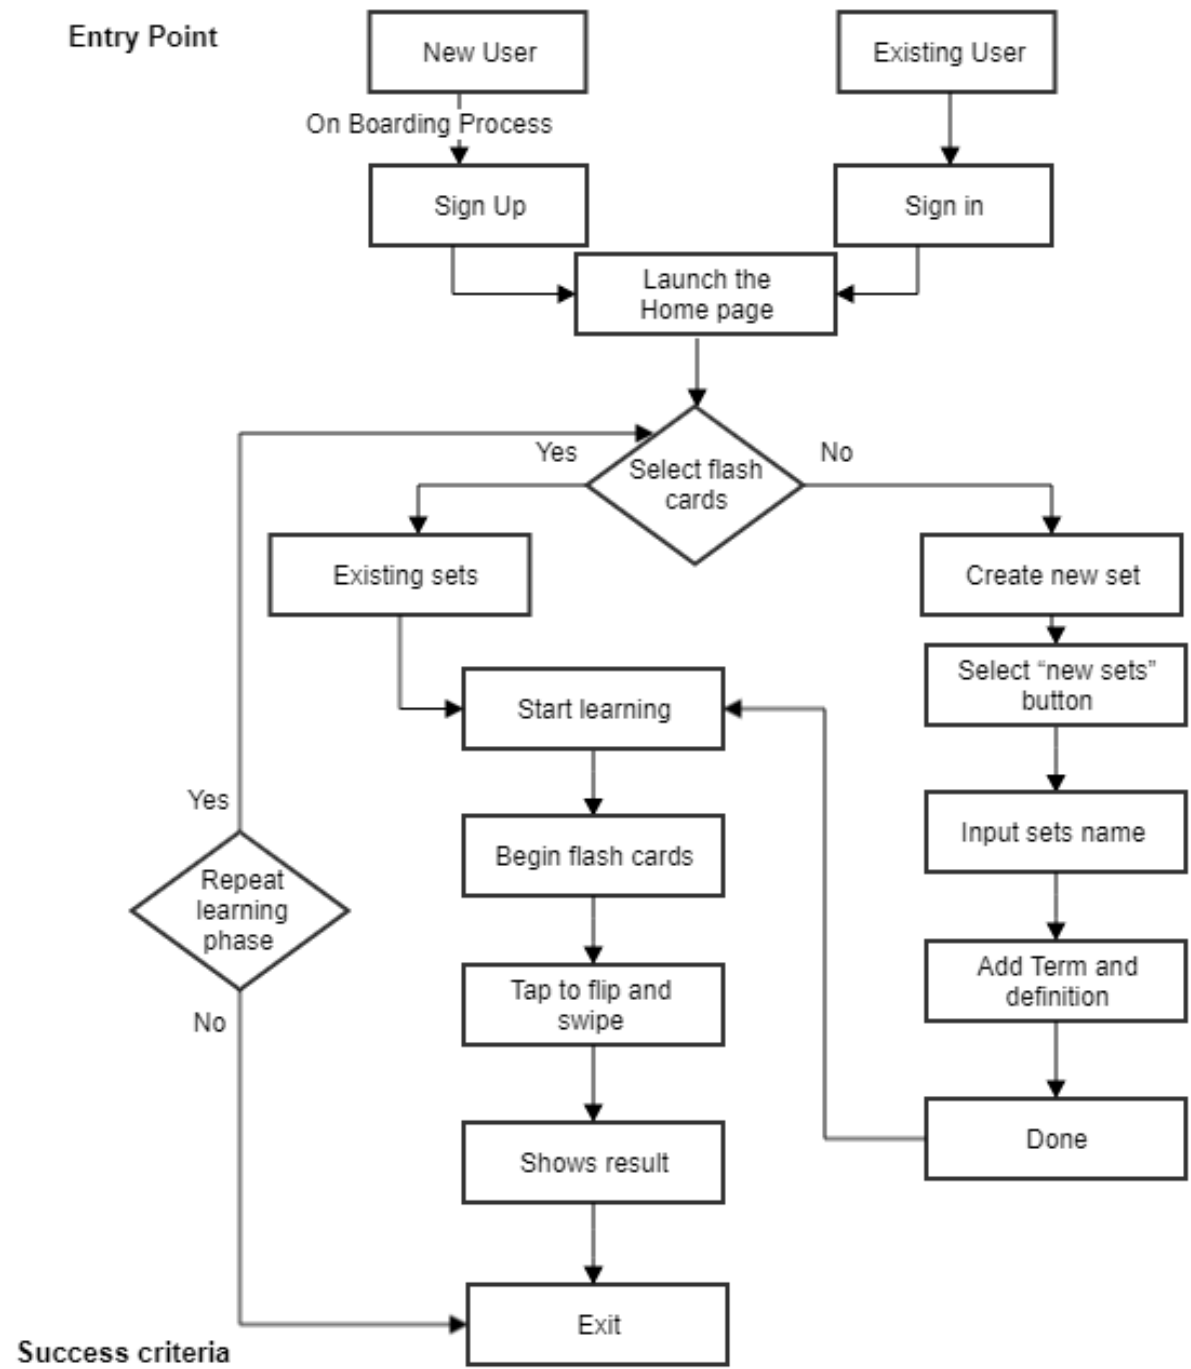 Entry Point
New User
Existing User
On Boarding Process
Sign Up
Sign in
Launch the
Home page
Yes
Select flash
cards
No
Existing sets
Create new set
Select “new sets”
button
Start learning
Yes
Input sets name
Begin flash cards
Repeat
learning
phase
Add Term and
definition
Tap to flip and
swipe
No
Done
Shows result
Exit
Success criteria